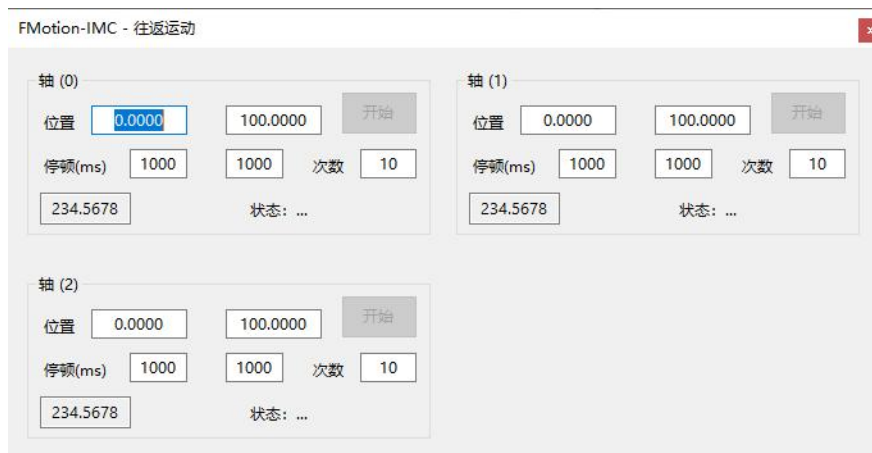 FMotion-IMC - 往返运动
轴 (0)
位置 0.0000 100.0000 开始
停顿(ms) 1000 1000 次数 10
234.5678 状态：...
轴 (1)
位置 0.0000 100.0000 开始
停顿(ms) 1000 1000 次数 10
234.5678 状态：...
轴 (2)
位置 0.0000 100.0000 开始
停顿(ms) 1000 1000 次数 10
234.5678 状态：...